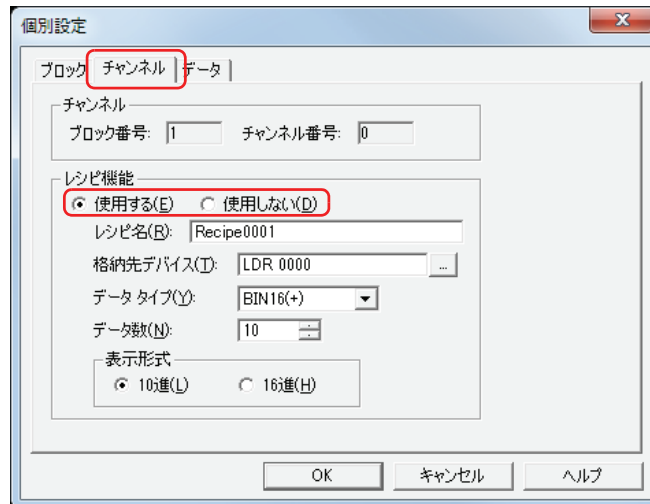 個別設定
ブロック チャンネル データ
チャンネル
ブロック番号: 1 チャンネル番号: 0
レシピ機能
使用する(E) 使用しない(D)
レシピ名(R): Recipe0001
格納先デバイス(T): LDR 0000 ...
データ タイプ(Y): BIN16(+)
データ数(N): 10
表示形式
10進(L) 16進(H)
OK キャンセル ヘルプ